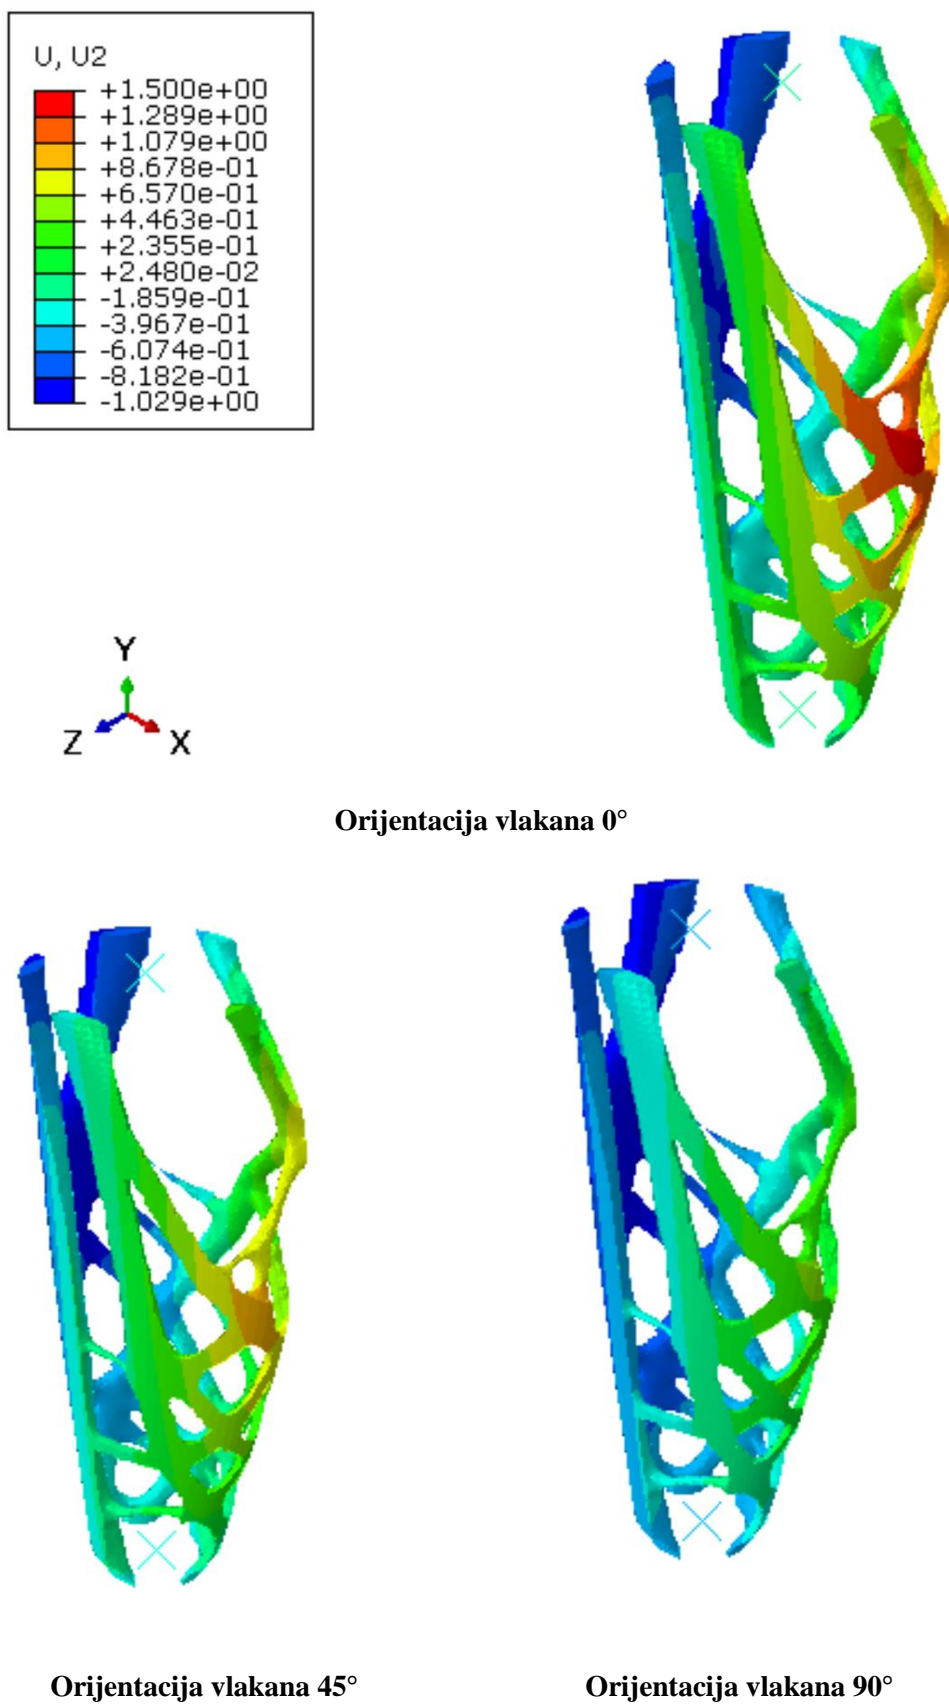 U, U2
+1.500e+00
+1.289e+00
+1.079e+00
+8.678e-01
+6.570e-01
+4.463e-01
+2.355e-01
+2.480e-02
-1.859e-01
-3.967e-01
-6.074e-01
-8.182e-01
-1.029e+00
Y
Z X
Orijentacija vlakana 0°
Orijentacija vlakana 45° Orijentacija vlakana 90°